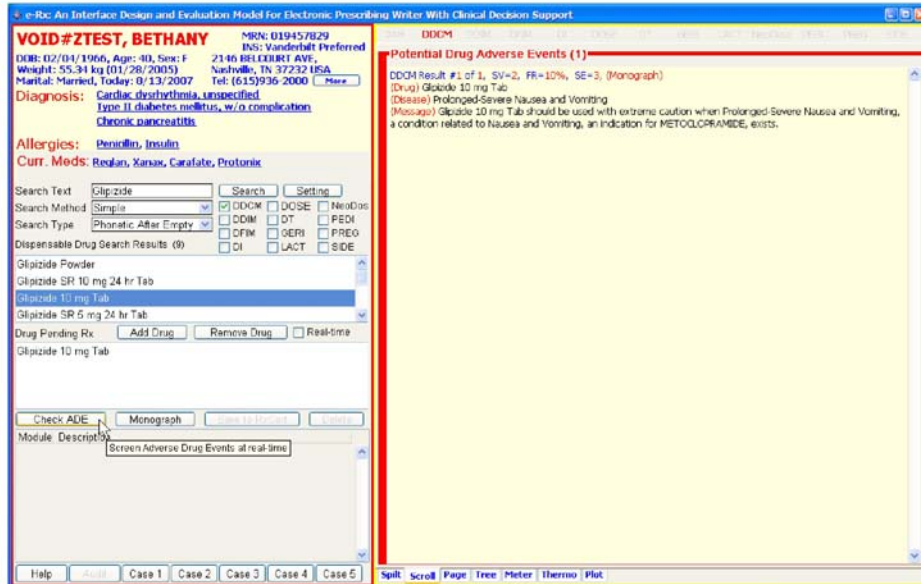 e-Rx: An Interface Design and Evaluation Model For Electronic Prescribing Writer With Clinical Decision Support
VOID#ZTEST, BETHANY
MRN: 019457829
INS: Vanderbilt Preferred
DOB: 02/04/1966, Age: 40, Sex: F
2146 BELCOURT AVE,
Weight: 55.34 kg (01/28/2005)
Nashville, TN 37232 USA
Marital: Married, Today: 8/13/2007
Tel: (615)936-2000
More
Diagnosis: Cardiac dysrhythmia, unspecified
Type II diabetes mellitus, w/o complication
Chronic pancreatitis
Allergies: Penicillin, Insulin
Curr. Meds: Reglan, Xanax, Carafate, Protonix
Search Text Glipizide Search Setting
Search Method Simple DDCM DOSE NeoDos
DDIM DT PEDI
Search Type Phonetic After Empty DFIM GERI PREG
Dispensable Drug Search Results (9) DI LACT SIDE
Glipizide Powder
Glipizide SR 10 mg 24 hr Tab
Glipizide 10 mg Tab
Glipizide SR 5 mg 24 hr Tab
Drug Pending Rx Add Drug Remove Drug Real-time
Glipizide 10 mg Tab
Check ADE Monograph Delete
Module Description
Screen Adverse Drug Events at real-time
Help Audit Case 1 Case 2 Case 3 Case 4 Case 5
DDCM
Potential Drug Adverse Events (1)
DDCM Result #1 of 1, SV=2, FR=10%, SE=3, (Monograph)
(Drug) Glipizide 10 mg Tab
(Disease) Prolonged-Severe Nausea and Vomiting
(Message) Glipizide 10 mg Tab should be used with extreme caution when Prolonged-Severe Nausea and Vomiting,
a condition related to Nausea and Vomiting, an indication for METOCLOPRAMIDE, exists.
Split Scroll Page Tree Meter Thermo Plot